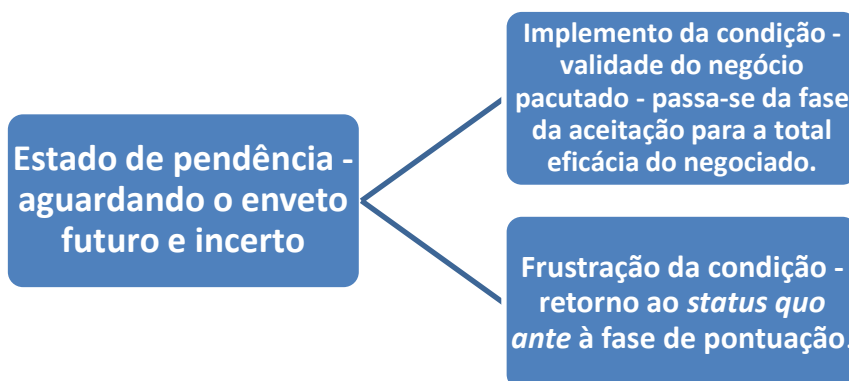 Estado de pendência -
aguardando o enveto
futuro e incerto
Implemento da condição -
validade do negócio
pacutado - passa-se da fase
da aceitação para a total
eficácia do negociado.
Frustração da condição -
retorno ao status quo
ante à fase de pontuação.